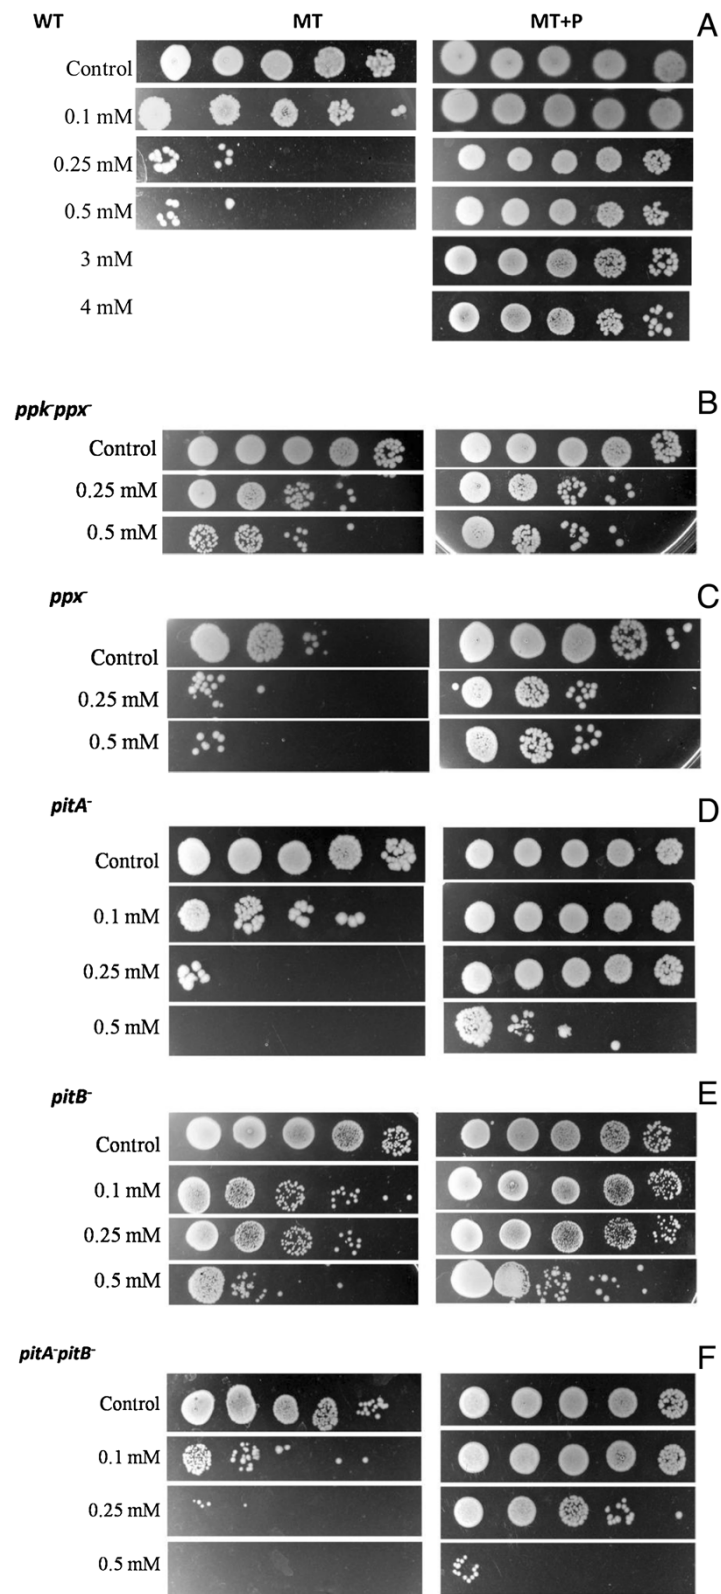 WT MT MT+P A
Control
0.1 mM
0.25 mM
0.5 mM
3 mM
4 mM
ppk⁻ppx⁻ B
Control
0.25 mM
0.5 mM
ppx⁻ C
Control
0.25 mM
0.5 mM
pitA⁻ D
Control
0.1 mM
0.25 mM
0.5 mM
pitB⁻ E
Control
0.1 mM
0.25 mM
0.5 mM
pitA⁻pitB⁻ F
Control
0.1 mM
0.25 mM
0.5 mM